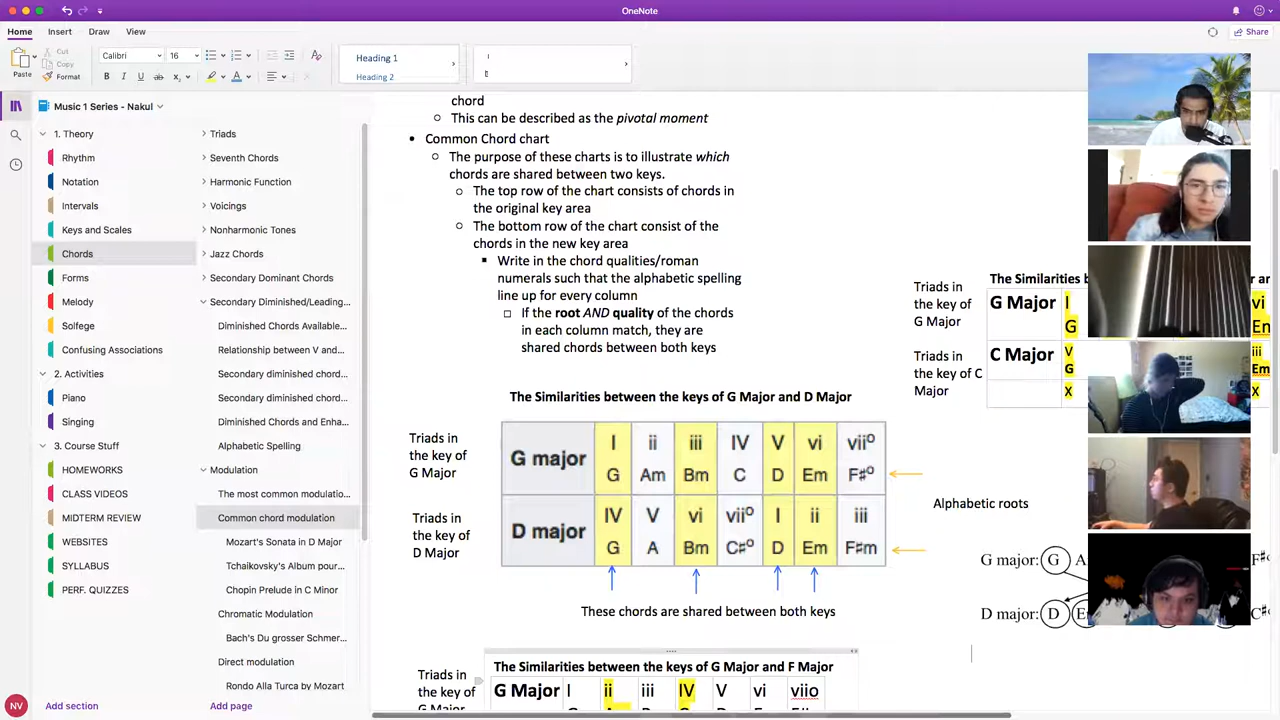 OneNote
Home Insert Draw View
Share
Paste
Cut
Copy
Format
Calibri 16
B I U ab x
Heading 1
Heading 2
Music 1 Series - Nakul
1. Theory
Rhythm
Notation
Intervals
Keys and Scales
Chords
Forms
Melody
Solfege
Confusing Associations
2. Activities
Piano
Singing
3. Course Stuff
HOMEWORKS
CLASS VIDEOS
MIDTERM REVIEW
WEBSITES
SYLLABUS
PERF. QUIZZES
NV
Add section
Triads
Seventh Chords
Harmonic Function
Voicings
Nonharmonic Tones
Jazz Chords
Secondary Dominant Chords
Secondary Diminished/Leading...
Diminished Chords Available...
Relationship between V and...
Secondary diminished chord...
Secondary diminished chord...
Diminished Chords and Enha...
Alphabetic Spelling
Modulation
The most common modulatio...
Common chord modulation
Mozart's Sonata in D Major
Tchaikovsky's Album pour...
Chopin Prelude in C Minor
Chromatic Modulation
Bach's Du grosser Schmer...
Direct modulation
Rondo Alla Turca by Mozart
Add page
chord
This can be described as the pivotal moment
Common Chord chart
The purpose of these charts is to illustrate which
chords are shared between two keys.
The top row of the chart consists of chords in
the original key area
The bottom row of the chart consist of the
chords in the new key area
Write in the chord qualities/roman
numerals such that the alphabetic spelling
line up for every column
If the root AND quality of the chords
in each column match, they are
shared chords between both keys
The Similarities between the keys of G Major and D Major
Triads in
the key of
G Major
G major
I ii iii IV V vi viiº
G Am Bm C D Em F♯º
Triads in
the key of
D Major
D major
IV V vi viiº I ii iii
G A Bm C♯º D Em F♯m
These chords are shared between both keys
The Similarities between the keys of G Major and F Major
Triads in
the key of
G Major
G Major I ii iii IV V vi viio
The Similarities
Triads in
the key of
G Major
G Major I vi
G Em
Triads in
the key of C
Major
C Major V iii
G Em
X X
Alphabetic roots
G major: G
D major: D